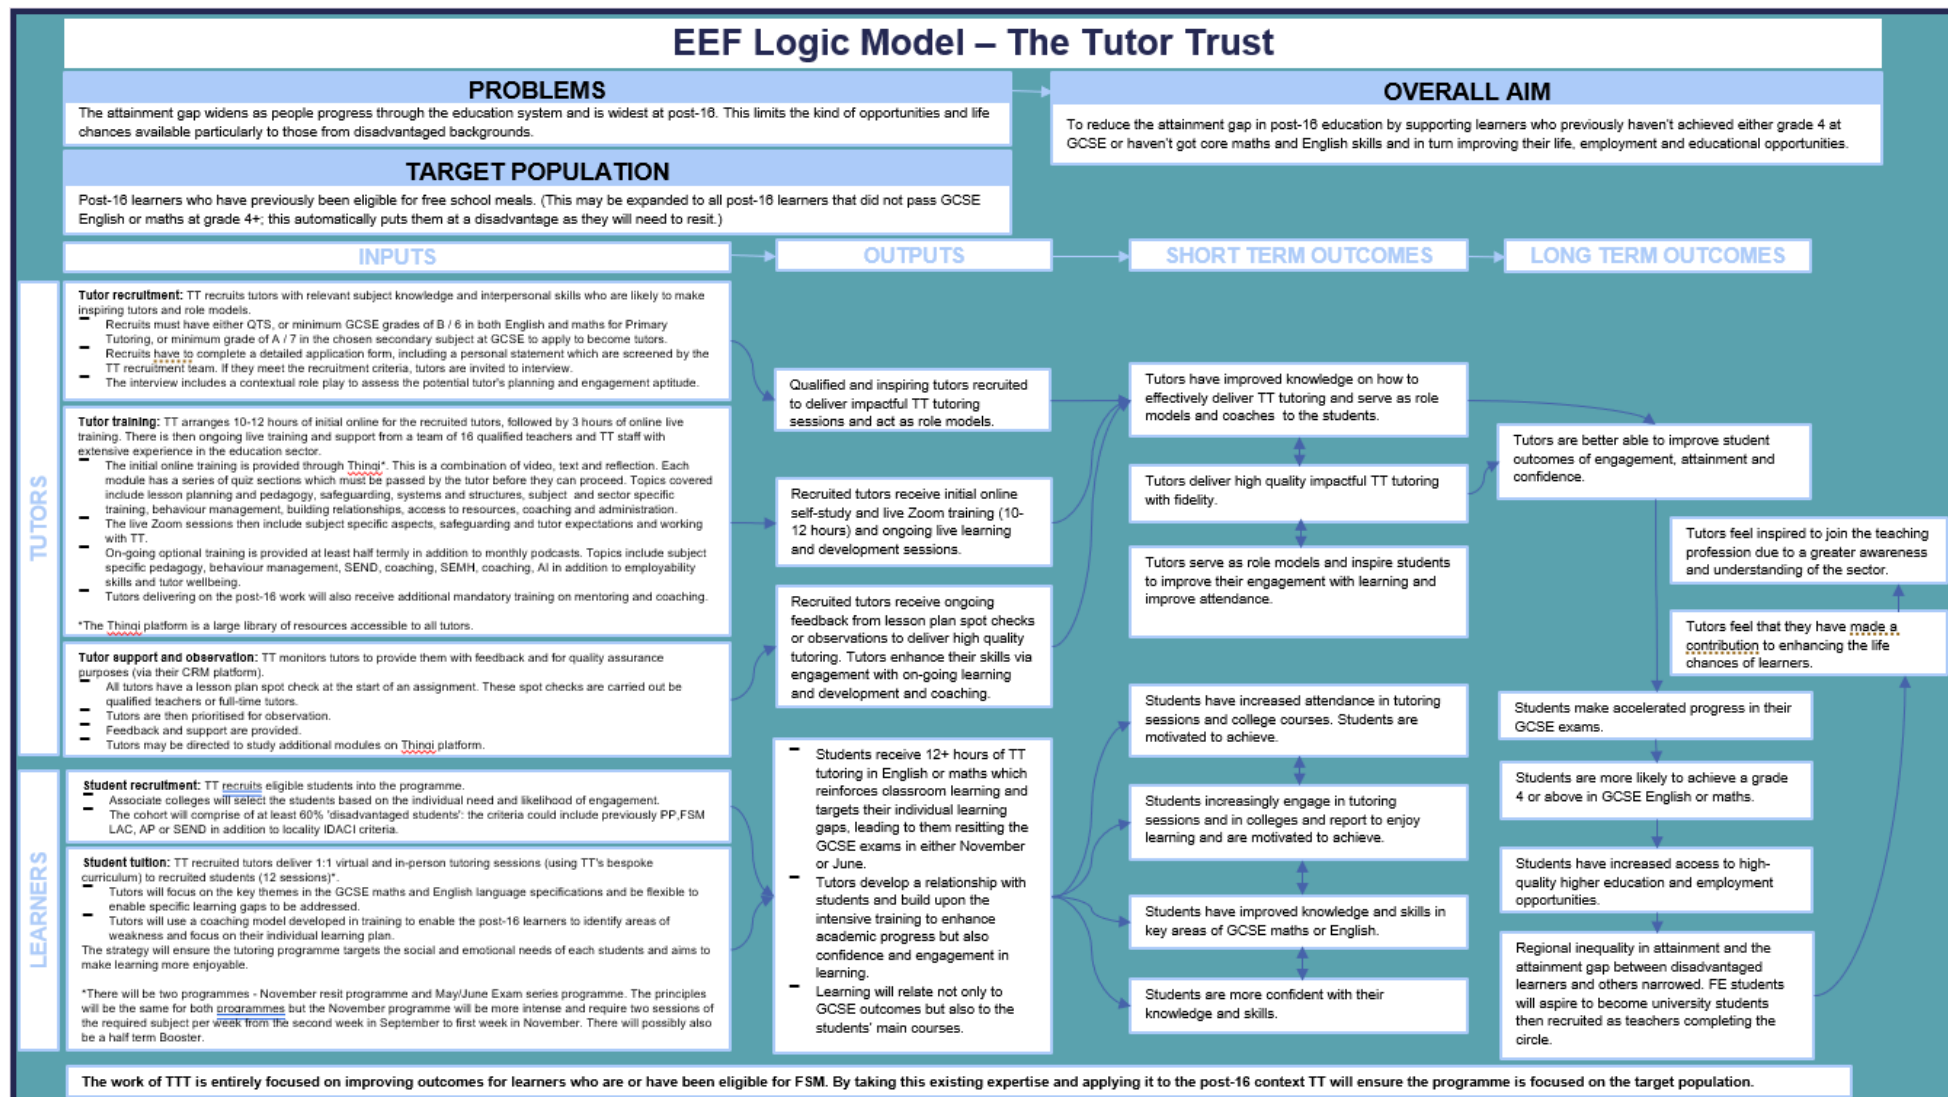 EEF Logic Model – The Tutor Trust
PROBLEMS
The attainment gap widens as people progress through the education system and is widest at post-16. This limits the kind of opportunities and life
chances available particularly to those from disadvantaged backgrounds.
OVERALL AIM
To reduce the attainment gap in post-16 education by supporting learners who previously haven't achieved either grade 4 at
GCSE or haven't got core maths and English skills and in turn improving their life, employment and educational opportunities.
TARGET POPULATION
Post-16 learners who have previously been eligible for free school meals. (This may be expanded to all post-16 learners that did not pass GCSE
English or maths at grade 4+; this automatically puts them at a disadvantage as they will need to resit.)
INPUTS
OUTPUTS
SHORT TERM OUTCOMES
LONG TERM OUTCOMES
TUTORS
Tutor recruitment: TT recruits tutors with relevant subject knowledge and interpersonal skills who are likely to make
inspiring tutors and role models.
– Recruits must have either QTS, or minimum GCSE grades of B / 6 in both English and maths for Primary
Tutoring, or minimum grade of A / 7 in the chosen secondary subject at GCSE to apply to become tutors.
– Recruits have to complete a detailed application form, including a personal statement which are screened by the
TT recruitment team. If they meet the recruitment criteria, tutors are invited to interview.
– The interview includes a contextual role play to assess the potential tutor's planning and engagement aptitude.
Tutor training: TT arranges 10-12 hours of initial online for the recruited tutors, followed by 3 hours of online live
training. There is then ongoing live training and support from a team of 16 qualified teachers and TT staff with
extensive experience in the education sector.
– The initial online training is provided through Thinqi*. This is a combination of video, text and reflection. Each
module has a series of quiz sections which must be passed by the tutor before they can proceed. Topics covered
include lesson planning and pedagogy, safeguarding, systems and structures, subject and sector specific
training, behaviour management, building relationships, access to resources, coaching and administration.
– The live Zoom sessions then include subject specific aspects, safeguarding and tutor expectations and working
with TT.
– On-going optional training is provided at least half termly in addition to monthly podcasts. Topics include subject
specific pedagogy, behaviour management, SEND, coaching, SEMH, coaching, AI in addition to employability
skills and tutor wellbeing.
– Tutors delivering on the post-16 work will also receive additional mandatory training on mentoring and coaching.
*The Thinqi platform is a large library of resources accessible to all tutors.
Tutor support and observation: TT monitors tutors to provide them with feedback and for quality assurance
purposes (via their CRM platform).
– All tutors have a lesson plan spot check at the start of an assignment. These spot checks are carried out be
qualified teachers or full-time tutors.
– Tutors are then prioritised for observation.
– Feedback and support are provided.
– Tutors may be directed to study additional modules on Thinqi platform.
LEARNERS
Student recruitment: TT recruits eligible students into the programme.
– Associate colleges will select the students based on the individual need and likelihood of engagement.
– The cohort will comprise of at least 60% 'disadvantaged students': the criteria could include previously PP,FSM
LAC, AP or SEND in addition to locality IDACI criteria.
Student tuition: TT recruited tutors deliver 1:1 virtual and in-person tutoring sessions (using TT's bespoke
curriculum) to recruited students (12 sessions)*.
– Tutors will focus on the key themes in the GCSE maths and English language specifications and be flexible to
enable specific learning gaps to be addressed.
– Tutors will use a coaching model developed in training to enable the post-16 learners to identify areas of
weakness and focus on their individual learning plan.
The strategy will ensure the tutoring programme targets the social and emotional needs of each students and aims to
make learning more enjoyable.
*There will be two programmes - November resit programme and May/June Exam series programme. The principles
will be the same for both programmes but the November programme will be more intense and require two sessions of
the required subject per week from the second week in September to first week in November. There will possibly also
be a half term Booster.
Qualified and inspiring tutors recruited
to deliver impactful TT tutoring
sessions and act as role models.
Recruited tutors receive initial online
self-study and live Zoom training (10-
12 hours) and ongoing live learning
and development sessions.
Recruited tutors receive ongoing
feedback from lesson plan spot checks
or observations to deliver high quality
tutoring. Tutors enhance their skills via
engagement with on-going learning
and development and coaching.
– Students receive 12+ hours of TT
tutoring in English or maths which
reinforces classroom learning and
targets their individual learning
gaps, leading to them resitting the
GCSE exams in either November
or June.
– Tutors develop a relationship with
students and build upon the
intensive training to enhance
academic progress but also
confidence and engagement in
learning.
– Learning will relate not only to
GCSE outcomes but also to the
students' main courses.
Tutors have improved knowledge on how to
effectively deliver TT tutoring and serve as role
models and coaches to the students.
Tutors deliver high quality impactful TT tutoring
with fidelity.
Tutors serve as role models and inspire students
to improve their engagement with learning and
improve attendance.
Students have increased attendance in tutoring
sessions and college courses. Students are
motivated to achieve.
Students increasingly engage in tutoring
sessions and in colleges and report to enjoy
learning and are motivated to achieve.
Students have improved knowledge and skills in
key areas of GCSE maths or English.
Students are more confident with their
knowledge and skills.
Tutors are better able to improve student
outcomes of engagement, attainment and
confidence.
Tutors feel inspired to join the teaching
profession due to a greater awareness
and understanding of the sector.
Tutors feel that they have made a
contribution to enhancing the life
chances of learners.
Students make accelerated progress in their
GCSE exams.
Students are more likely to achieve a grade
4 or above in GCSE English or maths.
Students have increased access to high-
quality higher education and employment
opportunities.
Regional inequality in attainment and the
attainment gap between disadvantaged
learners and others narrowed. FE students
will aspire to become university students
then recruited as teachers completing the
circle.
The work of TTT is entirely focused on improving outcomes for learners who are or have been eligible for FSM. By taking this existing expertise and applying it to the post-16 context TT will ensure the programme is focused on the target population.